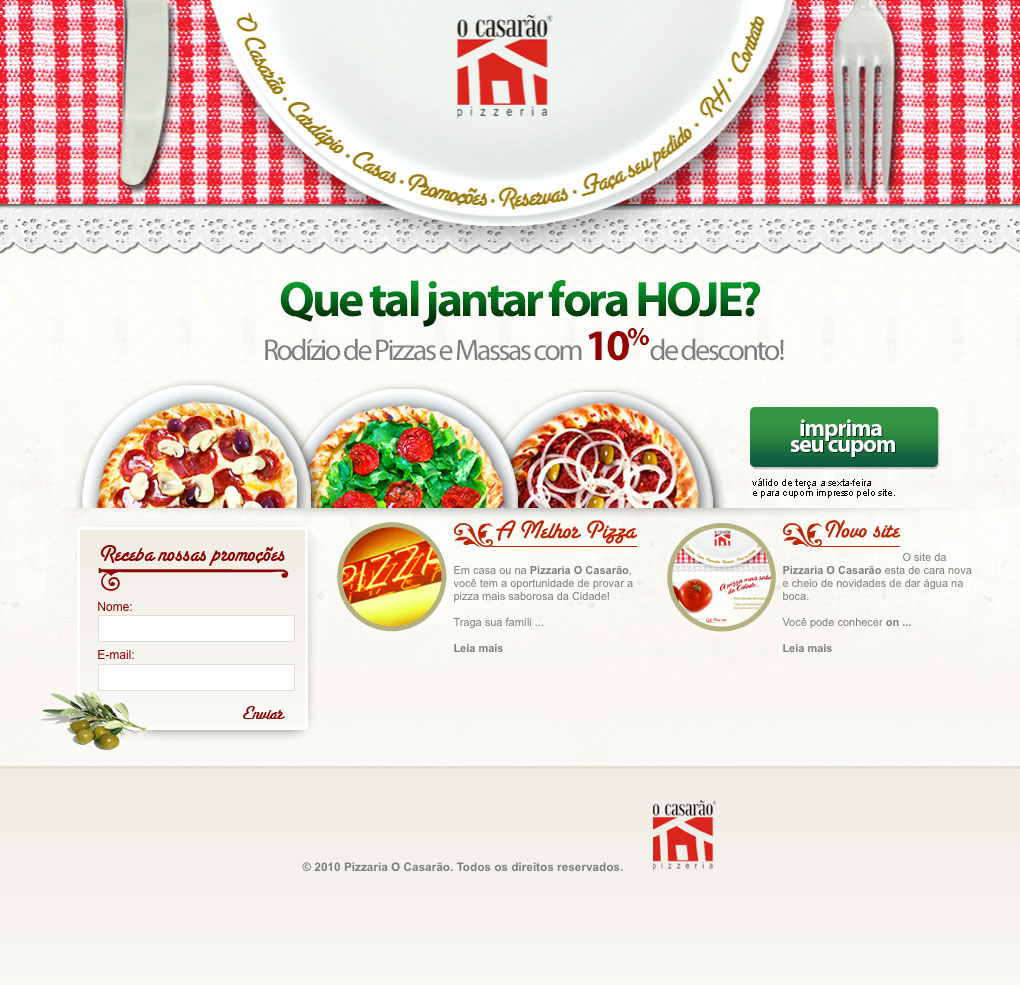 o casarão®
pizzeria
O Casarão • Cardápio • Casas • Promoções • Reservas • Faça seu pedido • RH • Contato
Que tal jantar fora HOJE?
Rodízio de Pizzas e Massas com 10% de desconto!
imprima
seu cupom
válido de terça a sexta-feira
e para cupom impresso pelo site.
Receba nossas promoções
Nome:
E-mail:
Enviar
PIZZA
A Melhor Pizza
Em casa ou na Pizzaria O Casarão,
você tem a oportunidade de provar a
pizza mais saborosa da Cidade!
Traga sua famíli ...
Leia mais
A pizza mais sabo
da Cidade...
Novo site
O site da
Pizzaria O Casarão esta de cara nova
e cheio de novidades de dar água na
boca.
Você pode conhecer on ...
Leia mais
© 2010 Pizzaria O Casarão. Todos os direitos reservados.
o casarão®
pizzeria